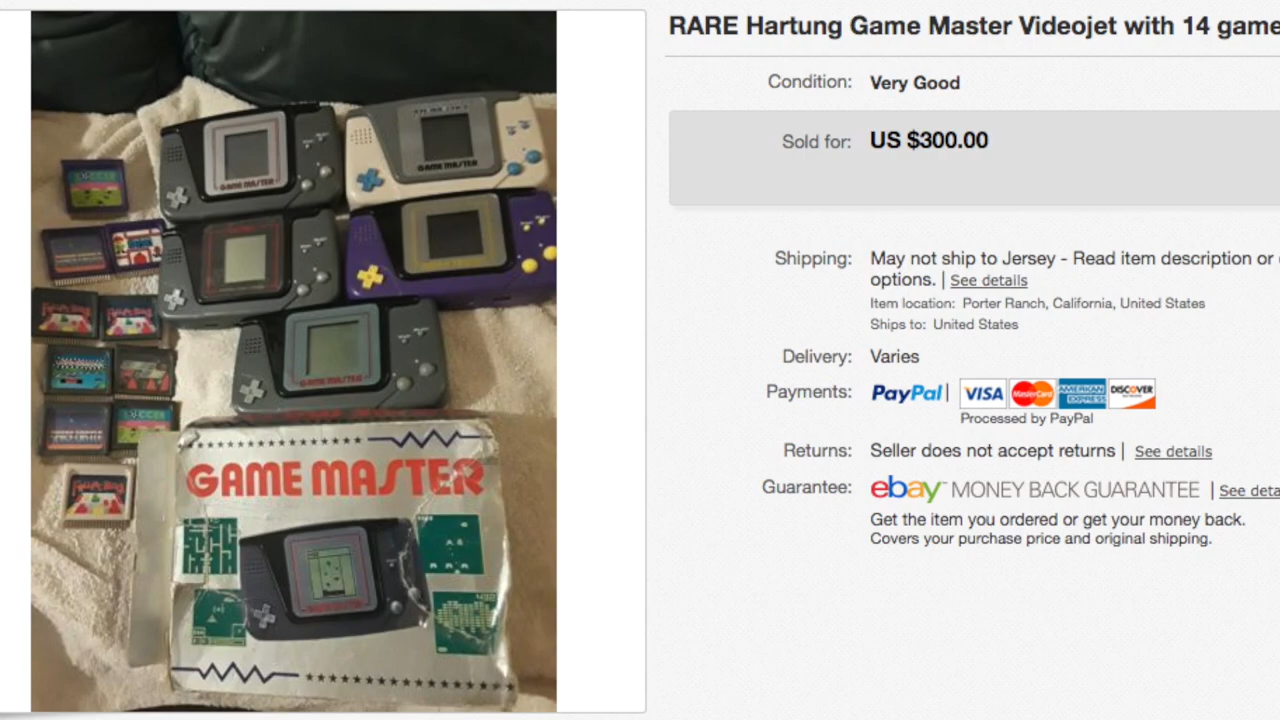 RARE Hartung Game Master Videojet with 14 game
Condition: Very Good
Sold for: US $300.00
Shipping: May not ship to Jersey - Read item description or
options. | See details
Item location: Porter Ranch, California, United States
Ships to: United States
Delivery: Varies
Payments: PayPal | VISA MasterCard AMERICAN EXPRESS DISCOVER
Processed by PayPal
Returns: Seller does not accept returns | See details
Guarantee: ebay MONEY BACK GUARANTEE | See deta
Get the item you ordered or get your money back.
Covers your purchase price and original shipping.
GAME MASTER
GAME MASTER
GAME MASTER
GAME MASTER
SOCCER
SOCCER
GAME MASTER